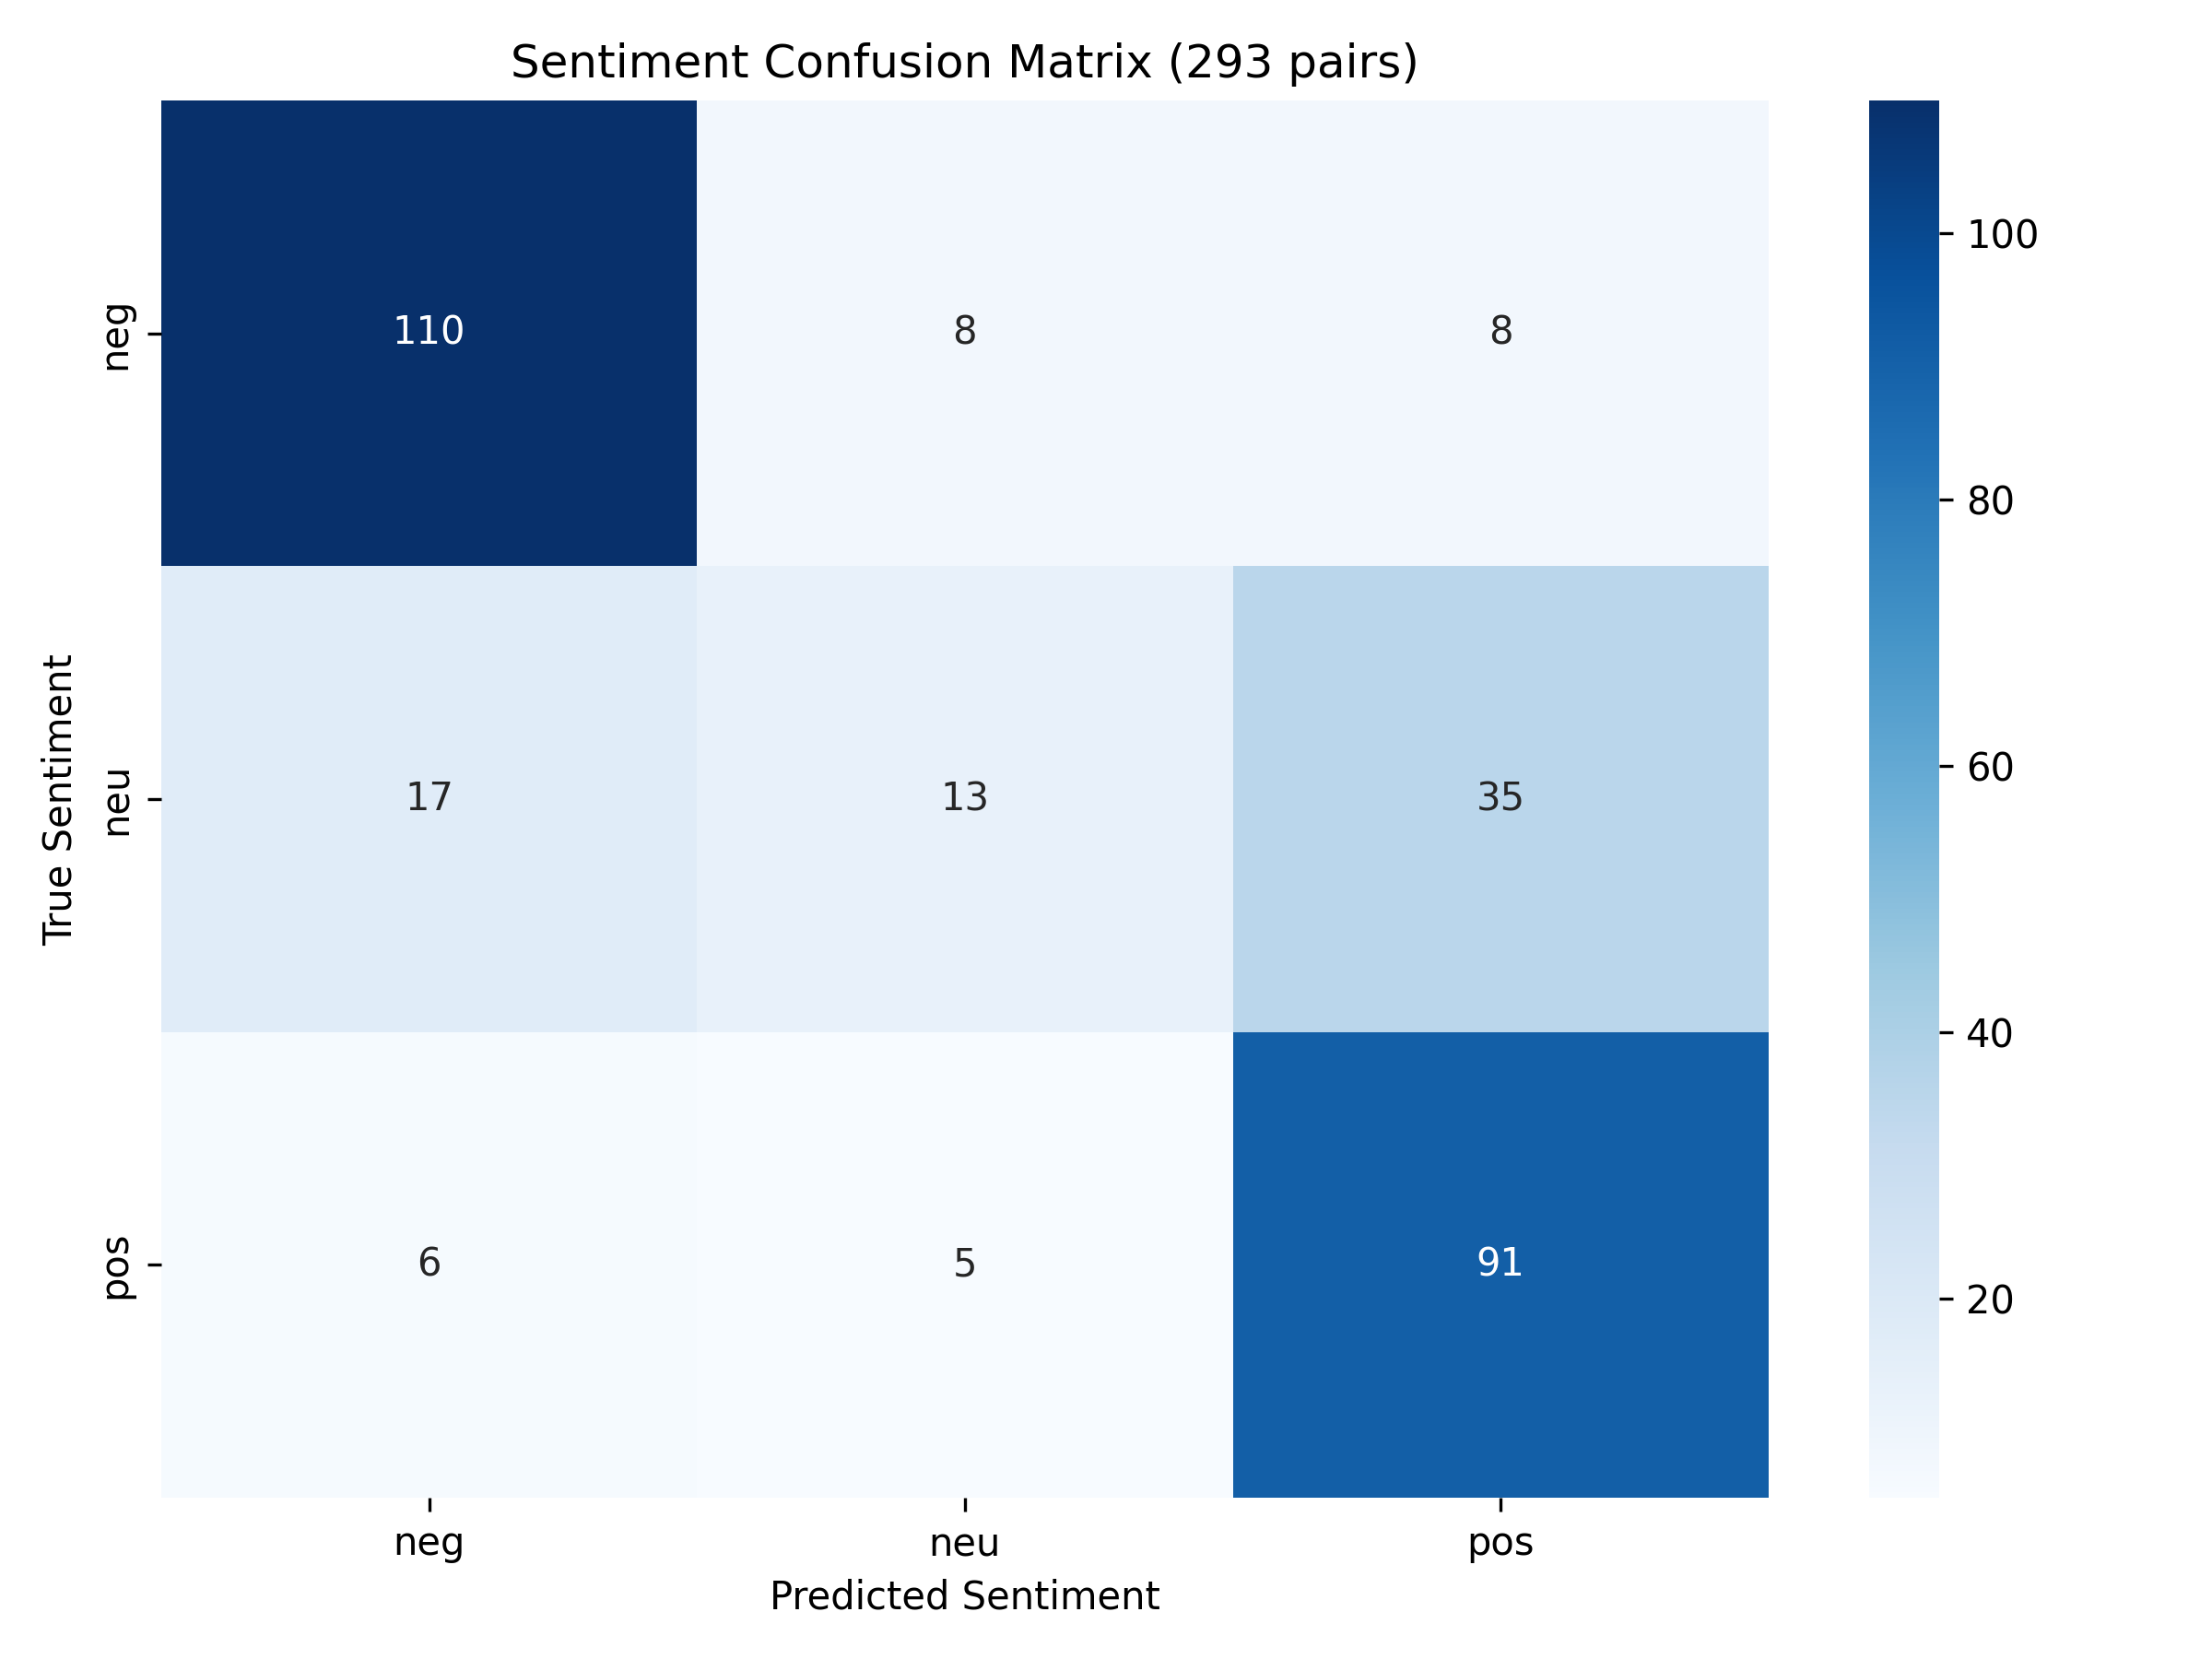 Sentiment Confusion Matrix (293 pairs)
True Sentiment
neg
110
8
8
neu
17
13
35
pos
6
5
91
neg
neu
pos
Predicted Sentiment
100
80
60
40
20